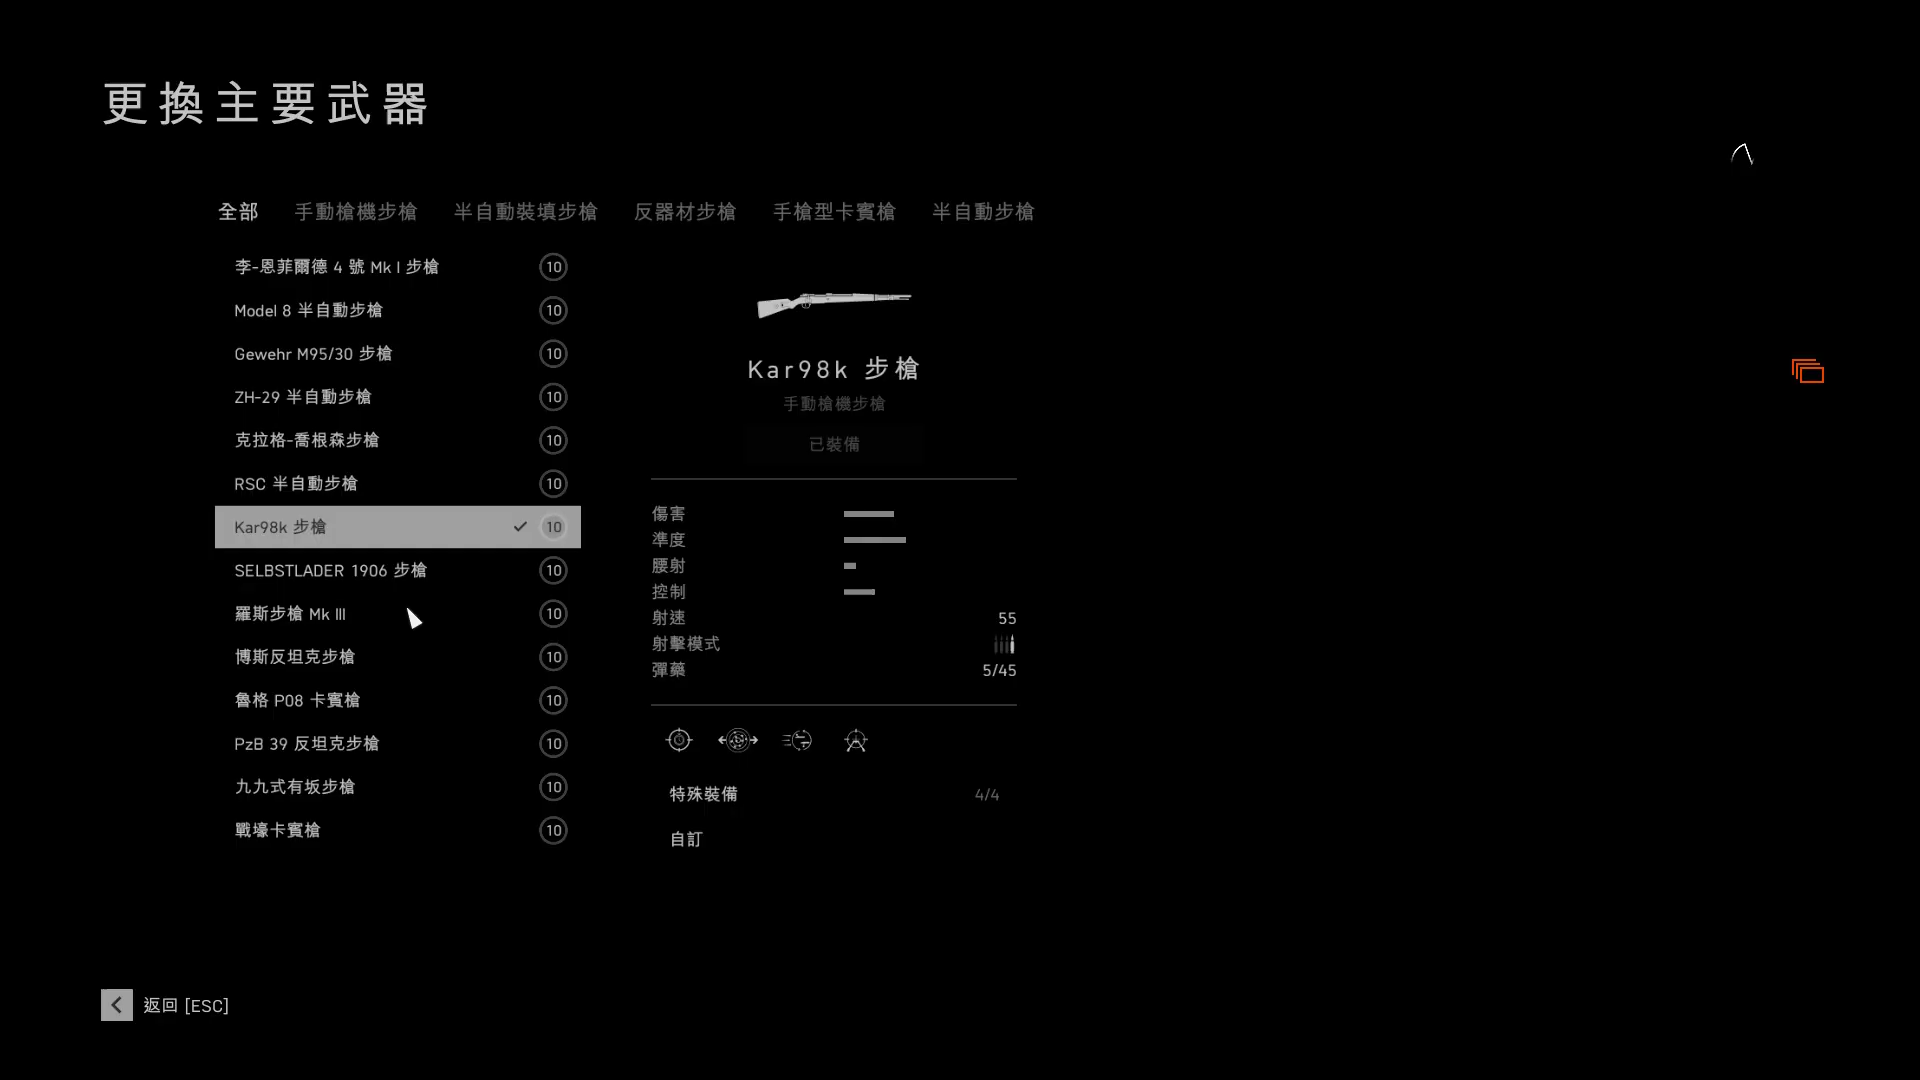 更換主要武器
全部 手動槍機步槍 半自動裝填步槍 反器材步槍 手槍型卡賓槍 半自動步槍
李-恩菲爾德 4 號 Mk I 步槍 10
Model 8 半自動步槍 10
Gewehr M95/30 步槍 10
ZH-29 半自動步槍 10
克拉格-喬根森步槍 10
RSC 半自動步槍 10
Kar98k 步槍 10
SELBSTLADER 1906 步槍 10
羅斯步槍 Mk III 10
博斯反坦克步槍 10
魯格 P08 卡賓槍 10
PzB 39 反坦克步槍 10
九九式有坂步槍 10
戰壕卡賓槍 10
Kar98k 步槍
手動槍機步槍
已裝備
傷害
準度
腰射
控制
射速 55
射擊模式
彈藥 5/45
特殊裝備 4/4
自訂
返回 [ESC]